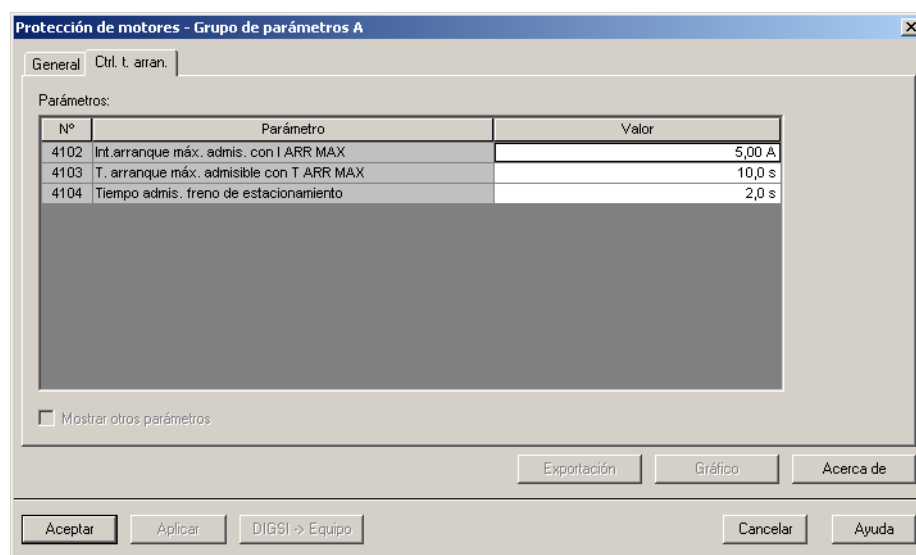 Protección de motores - Grupo de parámetros A
General Ctrl. t. arran.
Parámetros:
Nº Parámetro Valor
4102 Int.arranque máx. admis. con I ARR MAX 5,00 A
4103 T. arranque máx. admisible con T ARR MAX 10,0 s
4104 Tiempo admis. freno de estacionamiento 2,0 s
Mostrar otros parámetros
Exportación Gráfico Acerca de
Aceptar Aplicar DIGSI -> Equipo Cancelar Ayuda